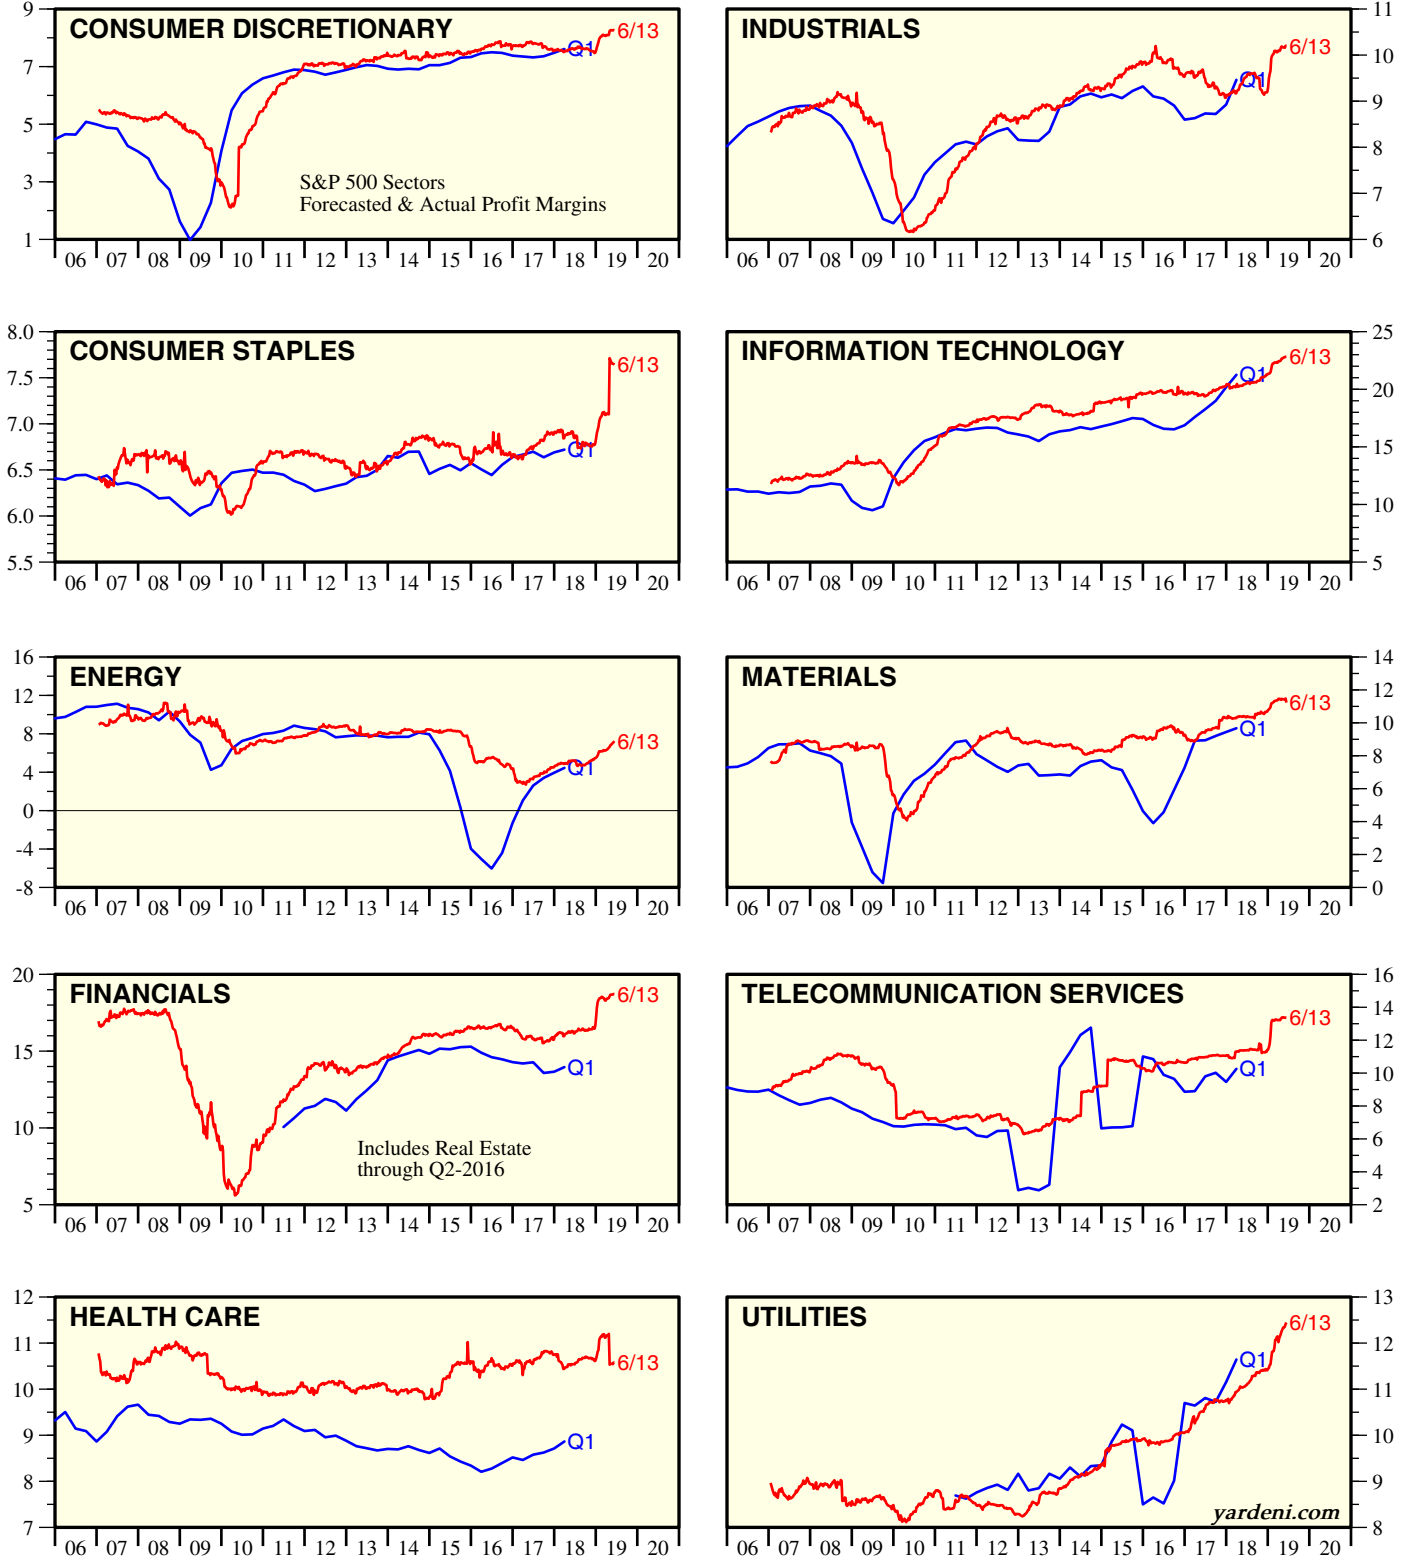 CONSUMER DISCRETIONARY
9
7
5
3
1
Q1
6/13
S&P 500 Sectors
Forecasted & Actual Profit Margins
06 07 08 09 10 11 12 13 14 15 16 17 18 19 20
INDUSTRIALS
11
10
9
8
7
6
Q1
6/13
06 07 08 09 10 11 12 13 14 15 16 17 18 19 20
CONSUMER STAPLES
8.0
7.5
7.0
6.5
6.0
5.5
6/13
Q1
06 07 08 09 10 11 12 13 14 15 16 17 18 19 20
INFORMATION TECHNOLOGY
25
20
15
10
5
6/13
Q1
06 07 08 09 10 11 12 13 14 15 16 17 18 19 20
ENERGY
16
12
8
4
0
-4
-8
6/13
Q1
06 07 08 09 10 11 12 13 14 15 16 17 18 19 20
MATERIALS
14
12
10
8
6
4
2
0
6/13
Q1
06 07 08 09 10 11 12 13 14 15 16 17 18 19 20
FINANCIALS
20
15
10
5
6/13
Q1
Includes Real Estate
through Q2-2016
06 07 08 09 10 11 12 13 14 15 16 17 18 19 20
TELECOMMUNICATION SERVICES
16
14
12
10
8
6
4
2
6/13
Q1
06 07 08 09 10 11 12 13 14 15 16 17 18 19 20
HEALTH CARE
12
11
10
9
8
7
6/13
Q1
06 07 08 09 10 11 12 13 14 15 16 17 18 19 20
UTILITIES
13
12
11
10
9
8
6/13
Q1
yardeni.com
06 07 08 09 10 11 12 13 14 15 16 17 18 19 20